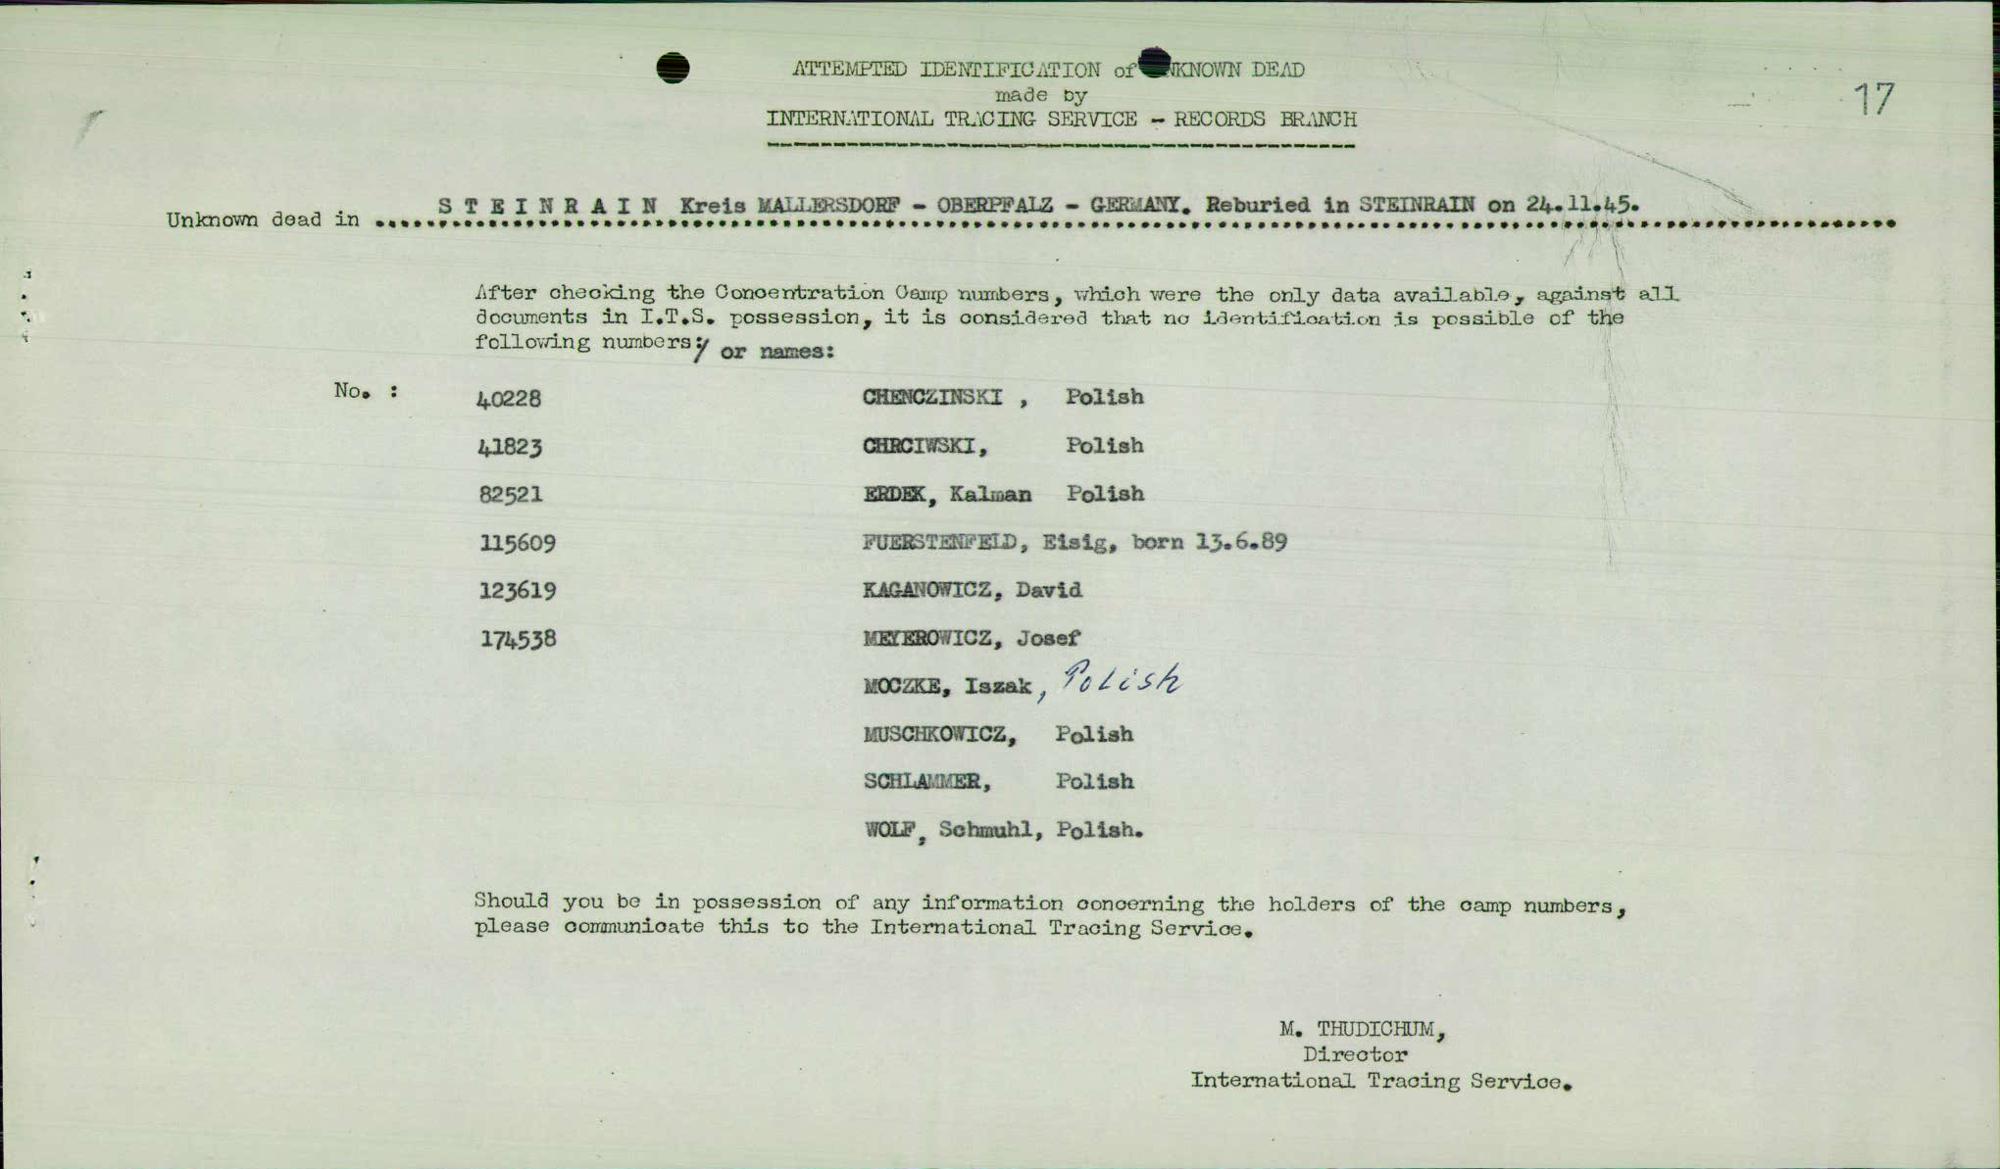 ATTEMPTED IDENTIFICATION of UNKNOWN DEAD
made by
INTERNATIONAL TRACING SERVICE - RECORDS BRANCH
17
Unknown dead in ..... STEINRAIN Kreis MALLERSDORF - OBERPFALZ - GERMANY. Reburied in STEINRAIN on 24.11.45.
After checking the Concentration Camp numbers, which were the only data available, against all
documents in I.T.S. possession, it is considered that no identification is possible of the
following numbers:/ or names:
No. : 40228 CHENCZINSKI , Polish
41823 CHRCIWSKI, Polish
82521 ERDEK, Kalman Polish
115609 FUERSTENFELD, Eisig, born 13.6.89
123619 KAGANOWICZ, David
174538 MEYEROWICZ, Josef
MOCZKE, Iszak, Polish
MUSCHKOWICZ, Polish
SCHLAMMER, Polish
WOLF, Schmuhl, Polish.
Should you be in possession of any information concerning the holders of the camp numbers,
please communicate this to the International Tracing Service.
M. THUDICHUM,
Director
International Tracing Service.